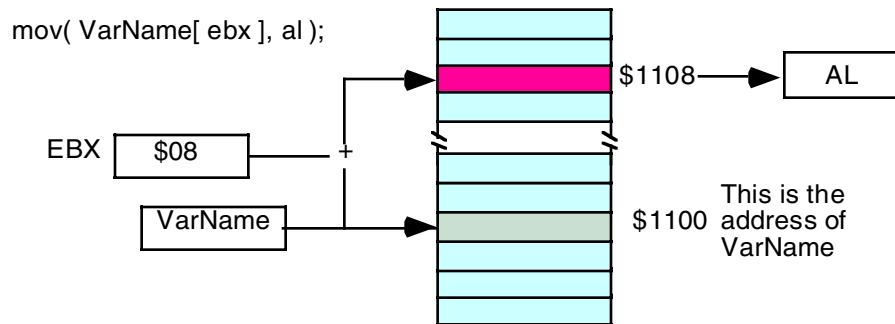 mov( VarName[ ebx ], al );
$1108
AL
EBX
$08
+
VarName
$1100
This is the
address of
VarName